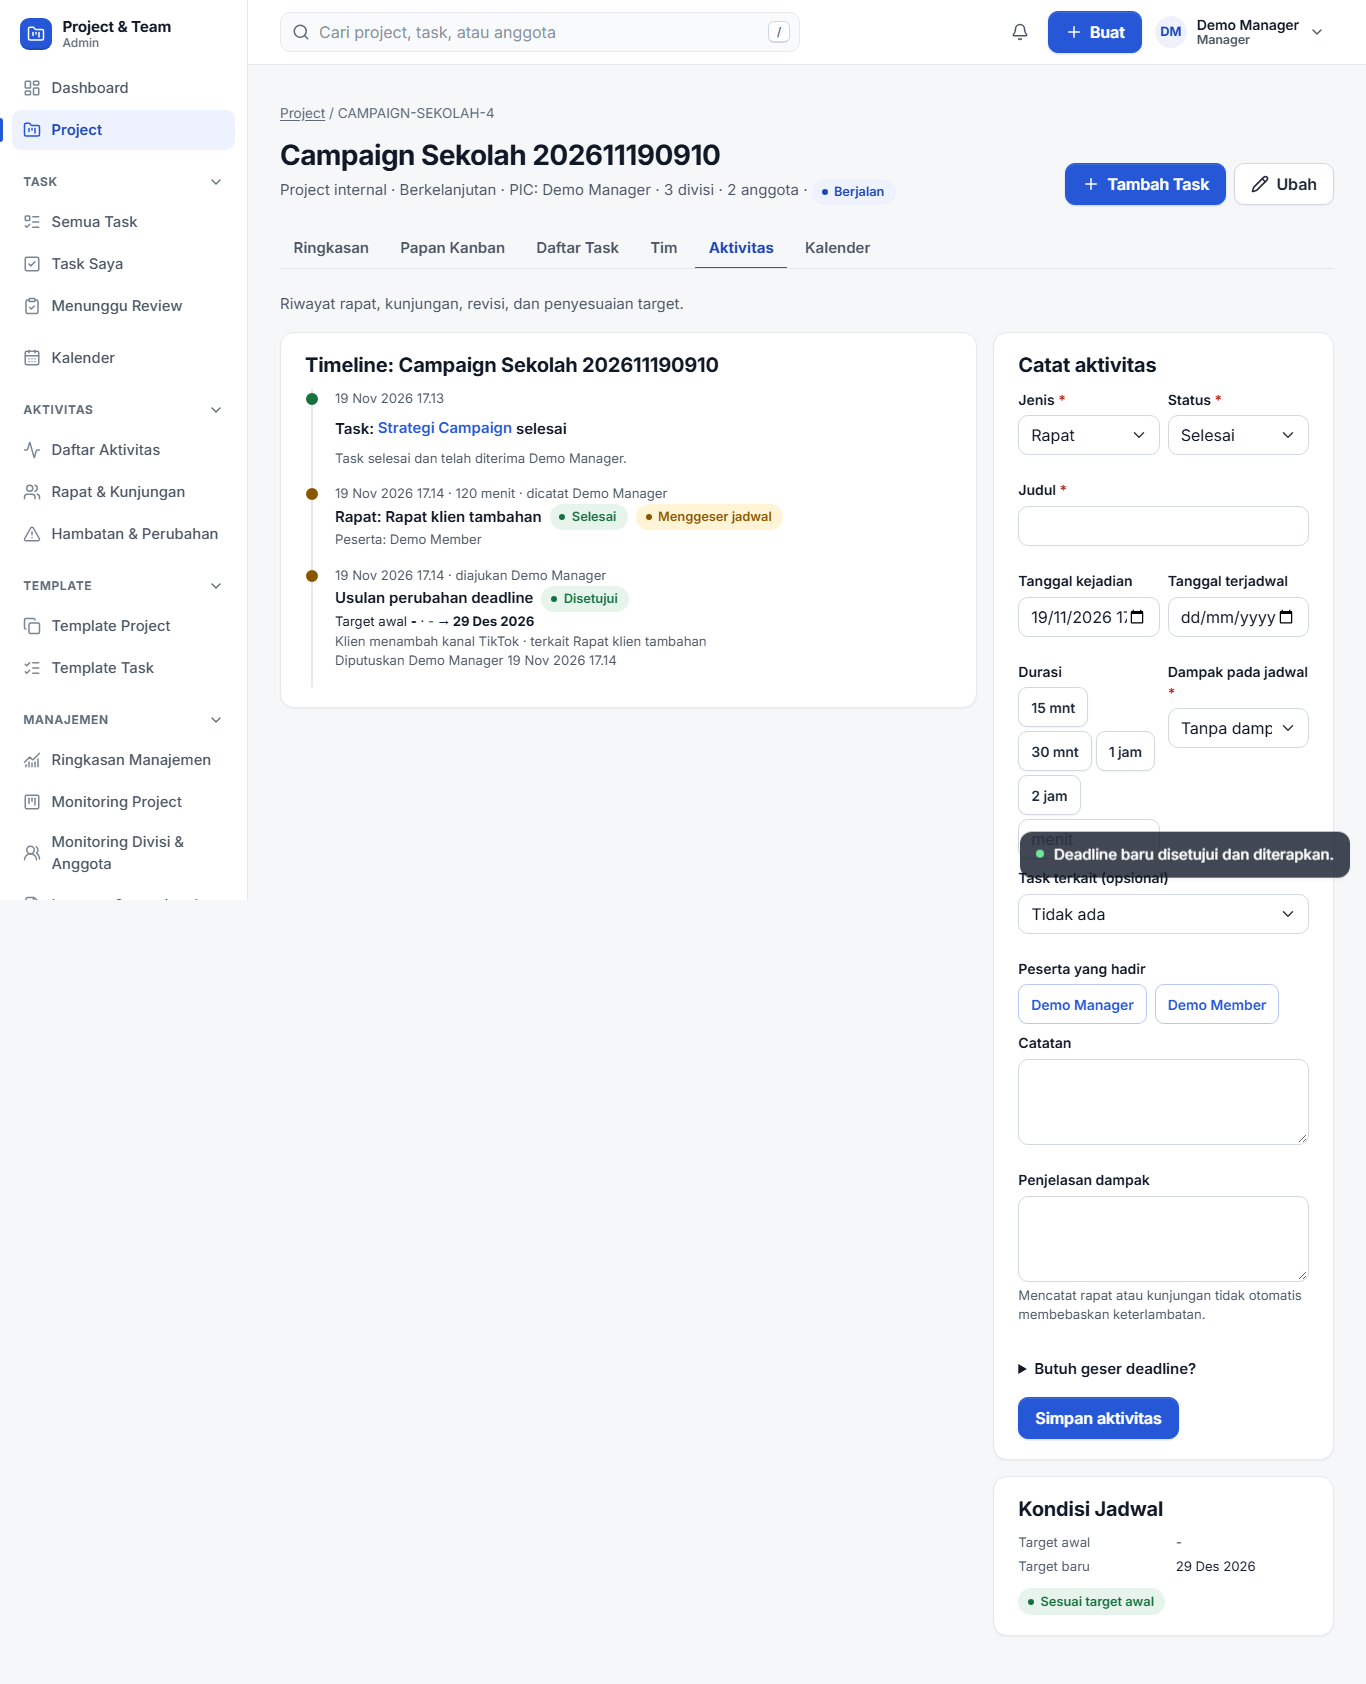 Project & Team
Admin
Dashboard
Project
TASK
Semua Task
Task Saya
Menunggu Review
Kalender
AKTIVITAS
Daftar Aktivitas
Rapat & Kunjungan
Hambatan & Perubahan
TEMPLATE
Template Project
Template Task
MANAJEMEN
Ringkasan Manajemen
Monitoring Project
Monitoring Divisi &
Anggota
Cari project, task, atau anggota
/
+ Buat
DM
Demo Manager
Manager
Project / CAMPAIGN-SEKOLAH-4
Campaign Sekolah 202611190910
Project internal · Berkelanjutan · PIC: Demo Manager · 3 divisi · 2 anggota · Berjalan
+ Tambah Task
Ubah
Ringkasan
Papan Kanban
Daftar Task
Tim
Aktivitas
Kalender
Riwayat rapat, kunjungan, revisi, dan penyesuaian target.
Timeline: Campaign Sekolah 202611190910
19 Nov 2026 17.13
Task: Strategi Campaign selesai
Task selesai dan telah diterima Demo Manager.
19 Nov 2026 17.14 · 120 menit · dicatat Demo Manager
Rapat: Rapat klien tambahan Selesai Menggeser jadwal
Peserta: Demo Member
19 Nov 2026 17.14 · diajukan Demo Manager
Usulan perubahan deadline Disetujui
Target awal - · - → 29 Des 2026
Klien menambah kanal TikTok · terkait Rapat klien tambahan
Diputuskan Demo Manager 19 Nov 2026 17.14
Catat aktivitas
Jenis *
Status *
Rapat
Selesai
Judul *
Tanggal kejadian
Tanggal terjadwal
19/11/2026 17
dd/mm/yyyy
Durasi
Dampak pada jadwal
*
15 mnt
Tanpa damp
30 mnt
1 jam
2 jam
menit
Deadline baru disetujui dan diterapkan.
Task terkait (opsional)
Tidak ada
Peserta yang hadir
Demo Manager
Demo Member
Catatan
Penjelasan dampak
Mencatat rapat atau kunjungan tidak otomatis
membebaskan keterlambatan.
Butuh geser deadline?
Simpan aktivitas
Kondisi Jadwal
Target awal -
Target baru 29 Des 2026
Sesuai target awal